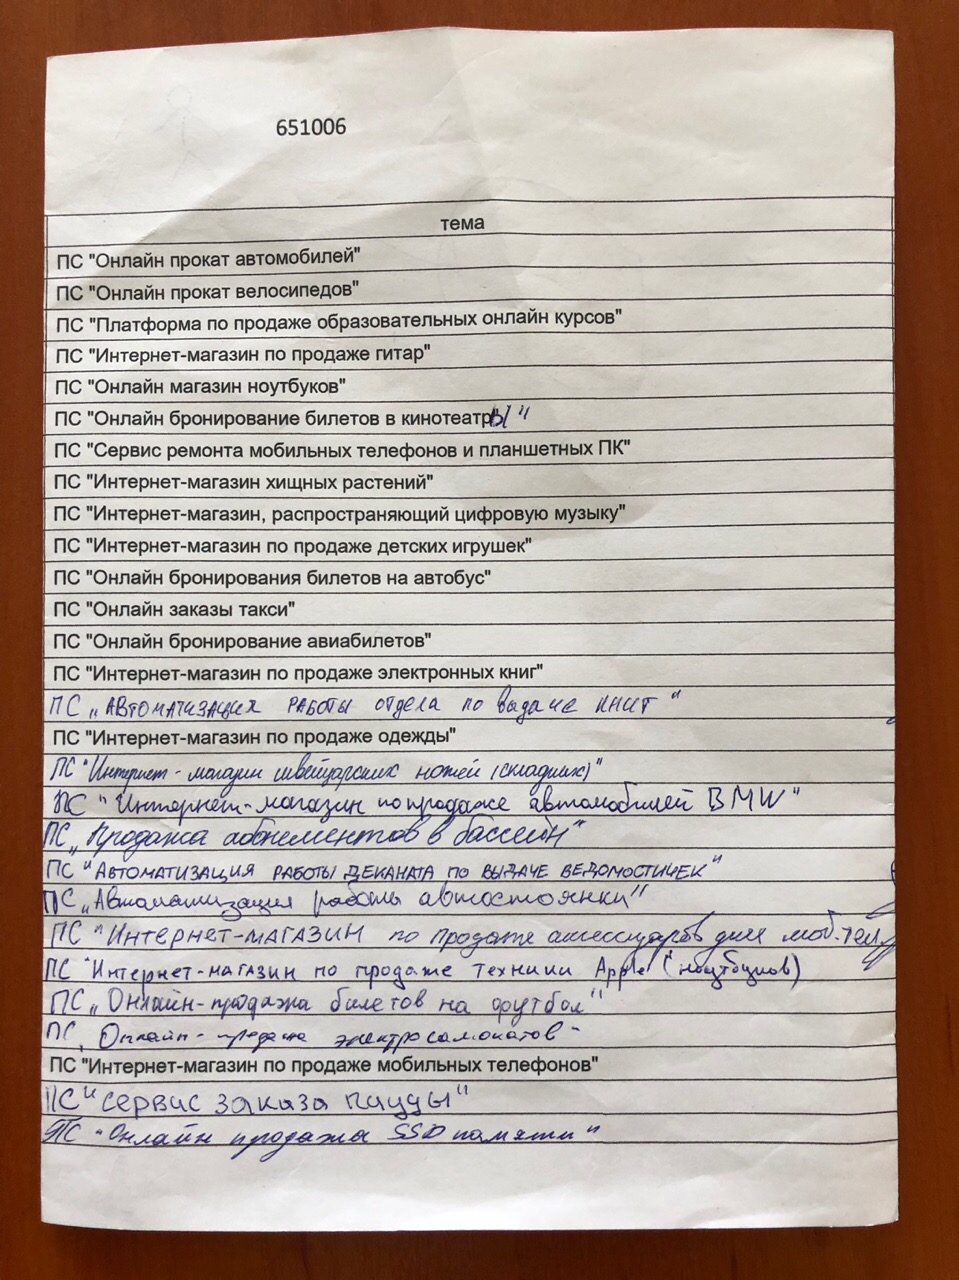 651006
тема
ПС "Онлайн прокат автомобилей"
ПС "Онлайн прокат велосипедов"
ПС "Платформа по продаже образовательных онлайн курсов"
ПС "Интернет-магазин по продаже гитар"
ПС "Онлайн магазин ноутбуков"
ПС "Онлайн бронирование билетов в кинотеатры"
ПС "Сервис ремонта мобильных телефонов и планшетных ПК"
ПС "Интернет-магазин хищных растений"
ПС "Интернет-магазин, распространяющий цифровую музыку"
ПС "Интернет-магазин по продаже детских игрушек"
ПС "Онлайн бронирования билетов на автобус"
ПС "Онлайн заказы такси"
ПС "Онлайн бронирование авиабилетов"
ПС "Интернет-магазин по продаже электронных книг"
ПС „Автоматизация работы отдела по выдаче книг"
ПС "Интернет-магазин по продаже одежды"
ПС "Интернет-магазин швейцарских ножей (складных)"
ПС "Интернет-магазин по продаже автомобилей BMW"
ПС „Продажа абонементов в бассейн"
ПС "Автоматизация работы деканата по выдаче ведомостичек"
ПС „Автоматизация работы автостоянки"
ПС "Интернет-магазин по продаже аксессуаров для моб. тел."
ПС "Интернет-магазин по продаже техники Apple (ноутбуков)
ПС „Онлайн-продажа билетов на футбол"
ПС „Онлайн-продажа электросамокатов"
ПС "Интернет-магазин по продаже мобильных телефонов"
ПС "Сервис заказа пиццы"
ПС "Онлайн продажа SSD памяти"